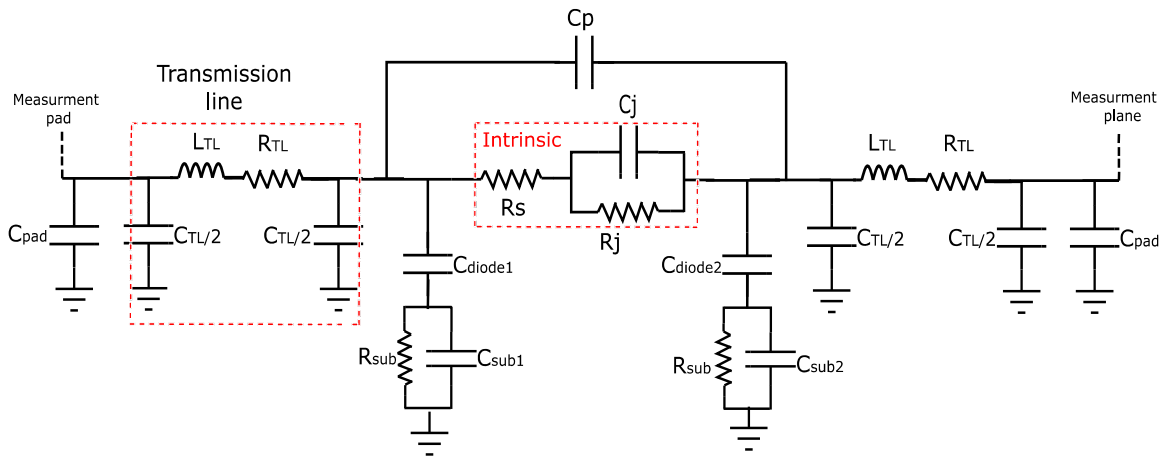 Cp
Transmission
line
Measurment
pad
Measurment
plane
Cj
Intrinsic
LTL
RTL
LTL
RTL
Rs
Rj
Cpad
CTL/2
CTL/2
CTL/2
CTL/2
Cpad
Cdiode1
Cdiode2
Rsub
Csub1
Rsub
Csub2